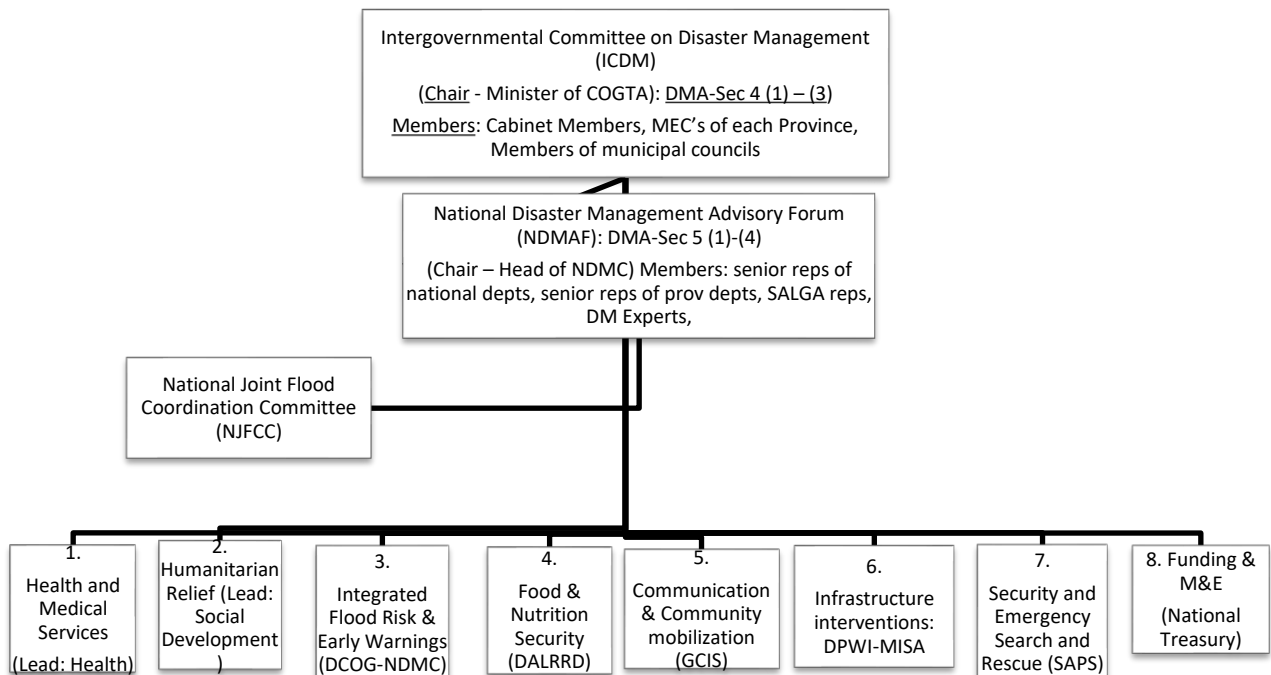 Intergovernmental Committee on Disaster Management
(ICDM)
(Chair - Minister of COGTA): DMA-Sec 4 (1) – (3)
Members: Cabinet Members, MEC’s of each Province,
Members of municipal councils
National Disaster Management Advisory Forum
(NDMAF): DMA-Sec 5 (1)-(4)
(Chair – Head of NDMC) Members: senior reps of
national depts, senior reps of prov depts, SALGA reps,
DM Experts,
National Joint Flood
Coordination Committee
(NJFCC)
1.
Health and
Medical
Services
(Lead: Health)
2.
Humanitarian
Relief (Lead:
Social
Development
)
3.
Integrated
Flood Risk &
Early Warnings
(DCOG-NDMC)
4.
Food &
Nutrition
Security
(DALRRD)
5.
Communication
& Community
mobilization
(GCIS)
6.
Infrastructure
interventions:
DPWI-MISA
7.
Security and
Emergency
Search and
Rescue (SAPS)
8. Funding &
M&E
(National
Treasury)